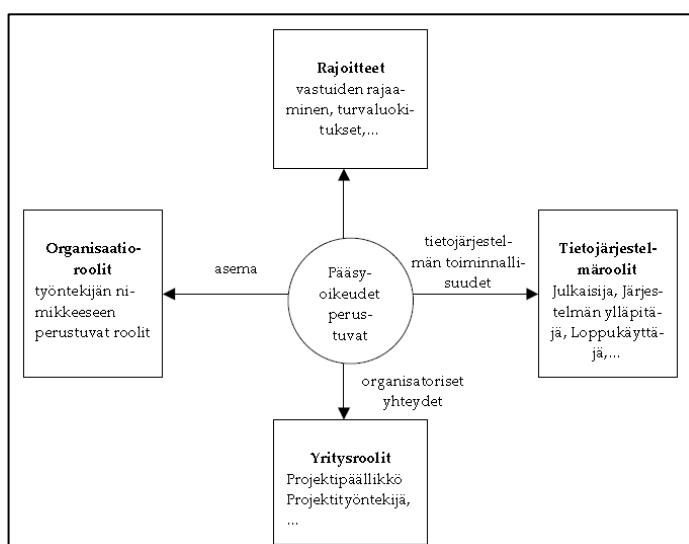 Rajoitteet
vastuiden rajaa-
minen, turvaluoki-
tukset,...
Organisaatio-
roolit
työntekijän ni-
mikkeeseen
perustuvat roolit
asema
Pääsy-
oikeudet
perus-
tuvat
tietojärjestel-
män toiminnalli-
suudet
Tietojärjestel-
märoolit
Julkaisija, Järjes-
telmän ylläpitä-
jä, Loppukäyttä-
jä,...
organisatoriset
yhteydet
Yritysroolit
Projektipäällikkö
Projektityöntekijä,
...